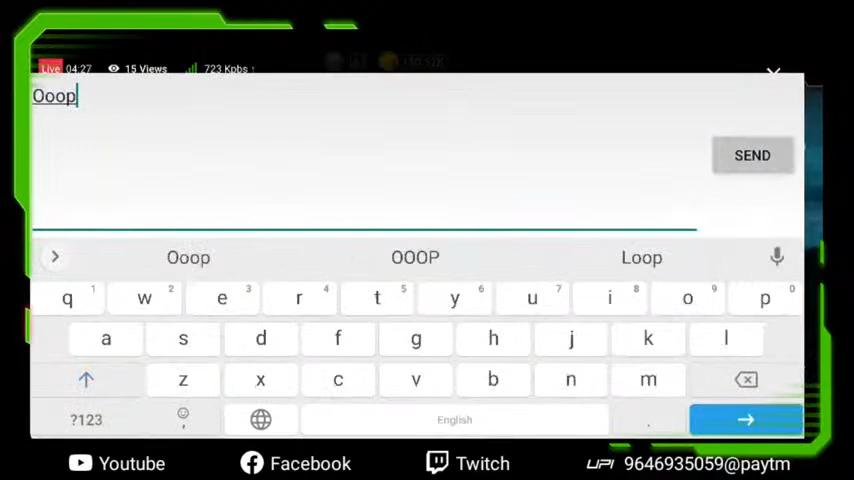 Live 04:27 15 Views 723 Kpbs ↑
Ooop
SEND
Ooop OOOP Loop
q 1 w 2 e 3 r 4 t 5 y 6 u 7 i 8 o 9 p 0
a s d f g h j k l
z x c v b n m
?123 , English .
Youtube Facebook Twitch UPI 9646935059@paytm